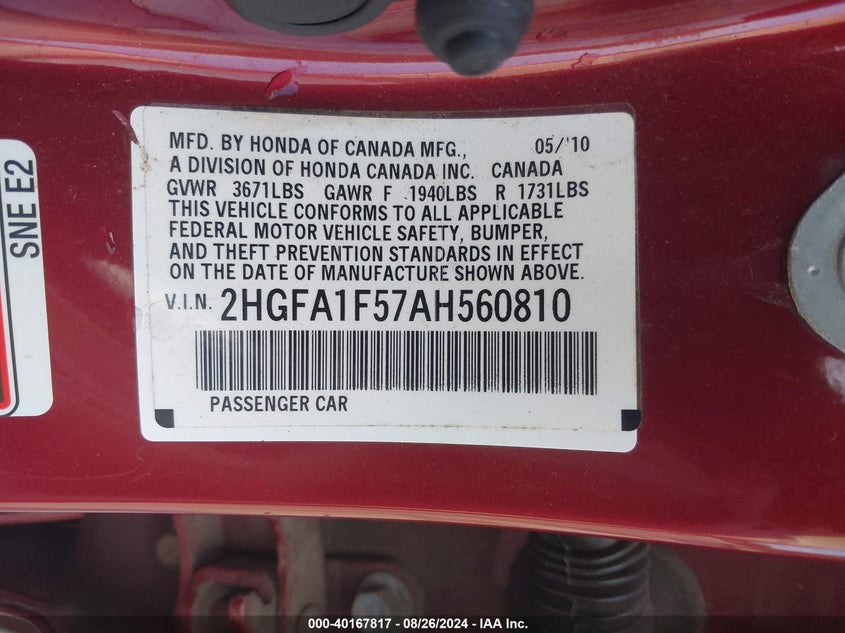 MFD. BY HONDA OF CANADA MFG., 05/'10
A DIVISION OF HONDA CANADA INC. CANADA
GVWR 3671LBS GAWR F 1940LBS R 1731LBS
THIS VEHICLE CONFORMS TO ALL APPLICABLE
FEDERAL MOTOR VEHICLE SAFETY, BUMPER,
AND THEFT PREVENTION STANDARDS IN EFFECT
ON THE DATE OF MANUFACTURE SHOWN ABOVE.
V.I.N. 2HGFA1F57AH560810
PASSENGER CAR
SNE E2
000-40167817 - 08/26/2024 - IAA Inc.